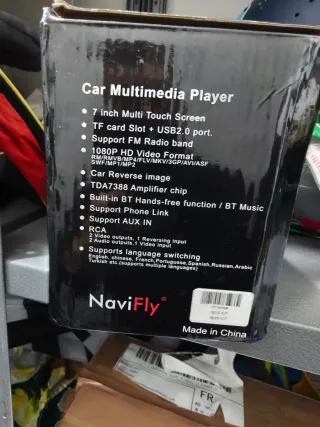 Car Multimedia Player
7 inch Multi Touch Screen
TF card Slot + USB2.0 port.
Support FM Radio band
1080P HD Video Format
RM/RMVB/MP4/FLV/MKV/3GP/AVI/ASF
SWF/MP1/MP2
Car Reverse image
TDA7388 Amplifier chip
Built-in BT Hands-free function / BT Music
Support Phone Link
Support AUX IN
RCA
2 Video outputs, 1 Reversing input
2 Audio outputs,1 Video input
Supports language switching
English, chinese, French,Portuguese,Spanish,Russian,Arabic
Turkish etc.(supports multiple languages)
NaviFly®
Made in China
FR